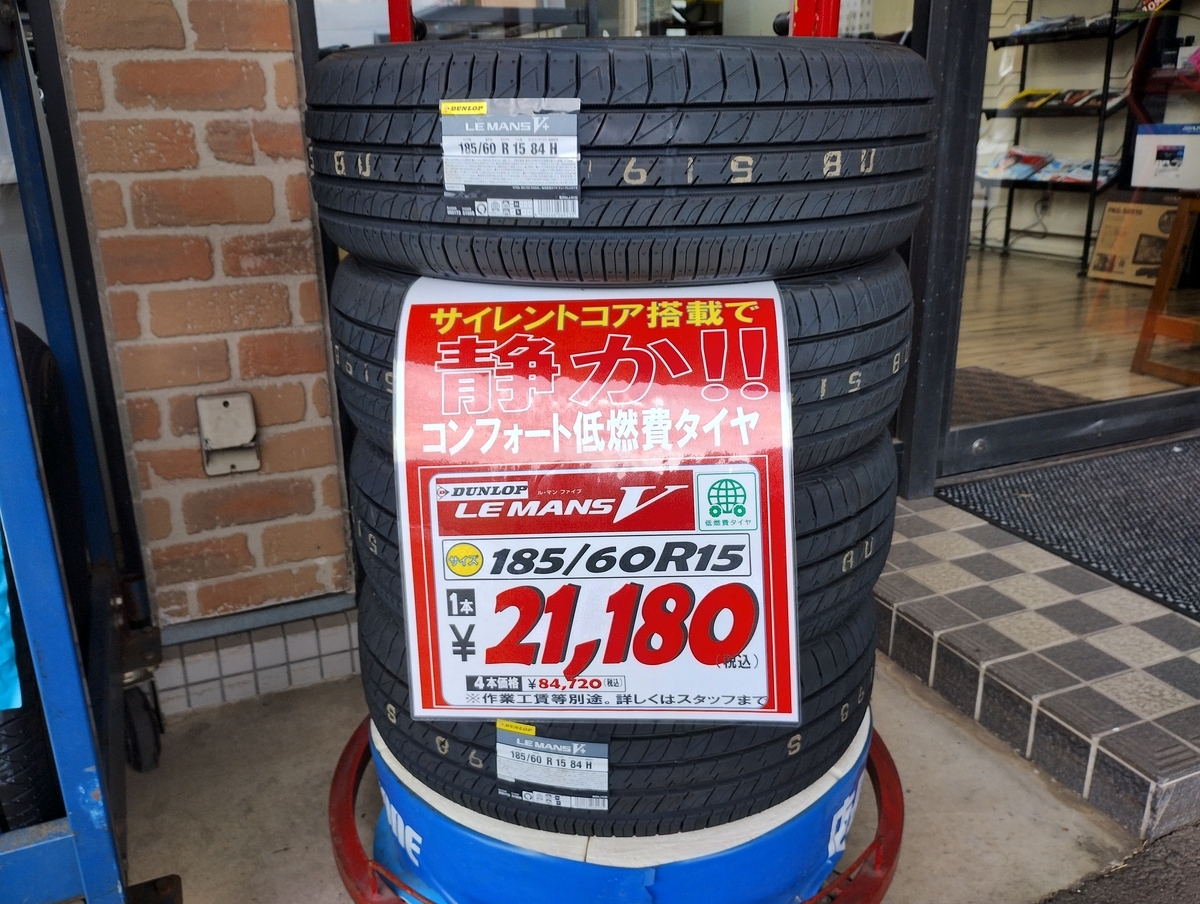 DUNLOP
LE MANS V+
185/60 R 15 84 H
サイレントコア搭載で
静か!!
コンフォート低燃費タイヤ
DUNLOP
ル・マン ファイブ
LE MANS V
低燃費タイヤ
サイズ 185/60R15
1本
¥21,180
(税込)
4本価格 ¥84,720(税込)
※作業工賃等別途。詳しくはスタッフまで
DUNLOP
LE MANS V+
185/60 R 15 84 H